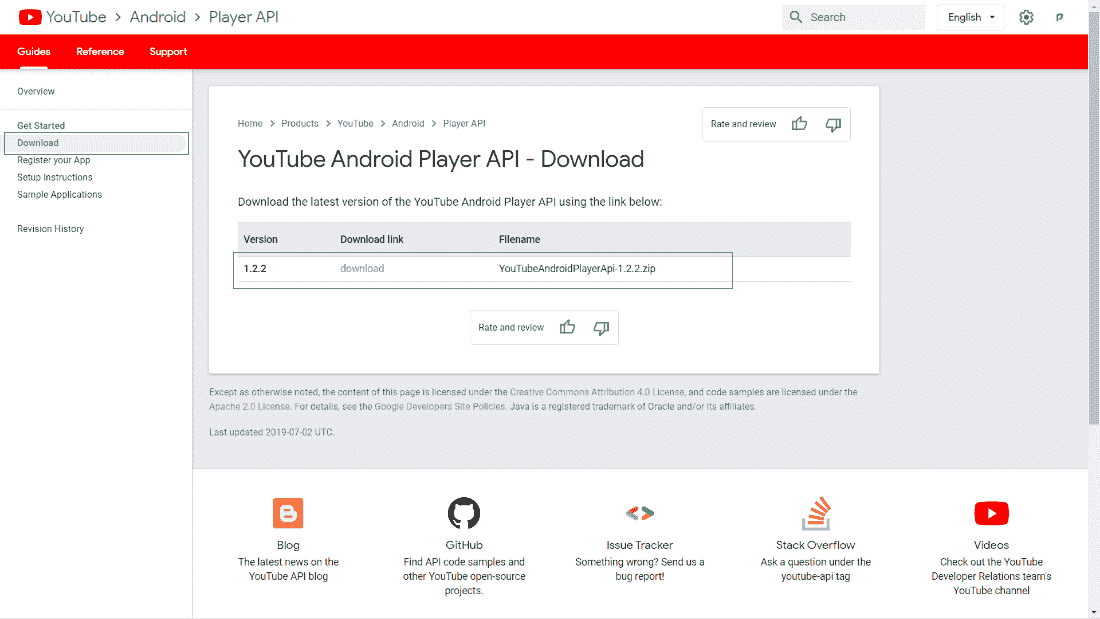 YouTube > Android > Player API
Search
English
Guides Reference Support
Overview
Get Started
Download
Register your App
Setup Instructions
Sample Applications
Revision History
Home > Products > YouTube > Android > Player API
Rate and review
YouTube Android Player API - Download
Download the latest version of the YouTube Android Player API using the link below:
Version Download link Filename
1.2.2 download YouTubeAndroidPlayerApi-1.2.2.zip
Rate and review
Except as otherwise noted, the content of this page is licensed under the Creative Commons Attribution 4.0 License, and code samples are licensed under the
Apache 2.0 License. For details, see the Google Developers Site Policies. Java is a registered trademark of Oracle and/or its affiliates.
Last updated 2019-07-02 UTC.
Blog
The latest news on the
YouTube API blog
GitHub
Find API code samples and
other YouTube open-source
projects.
Issue Tracker
Something wrong? Send us a
bug report!
Stack Overflow
Ask a question under the
youtube-api tag
Videos
Check out the YouTube
Developer Relations team's
YouTube channel